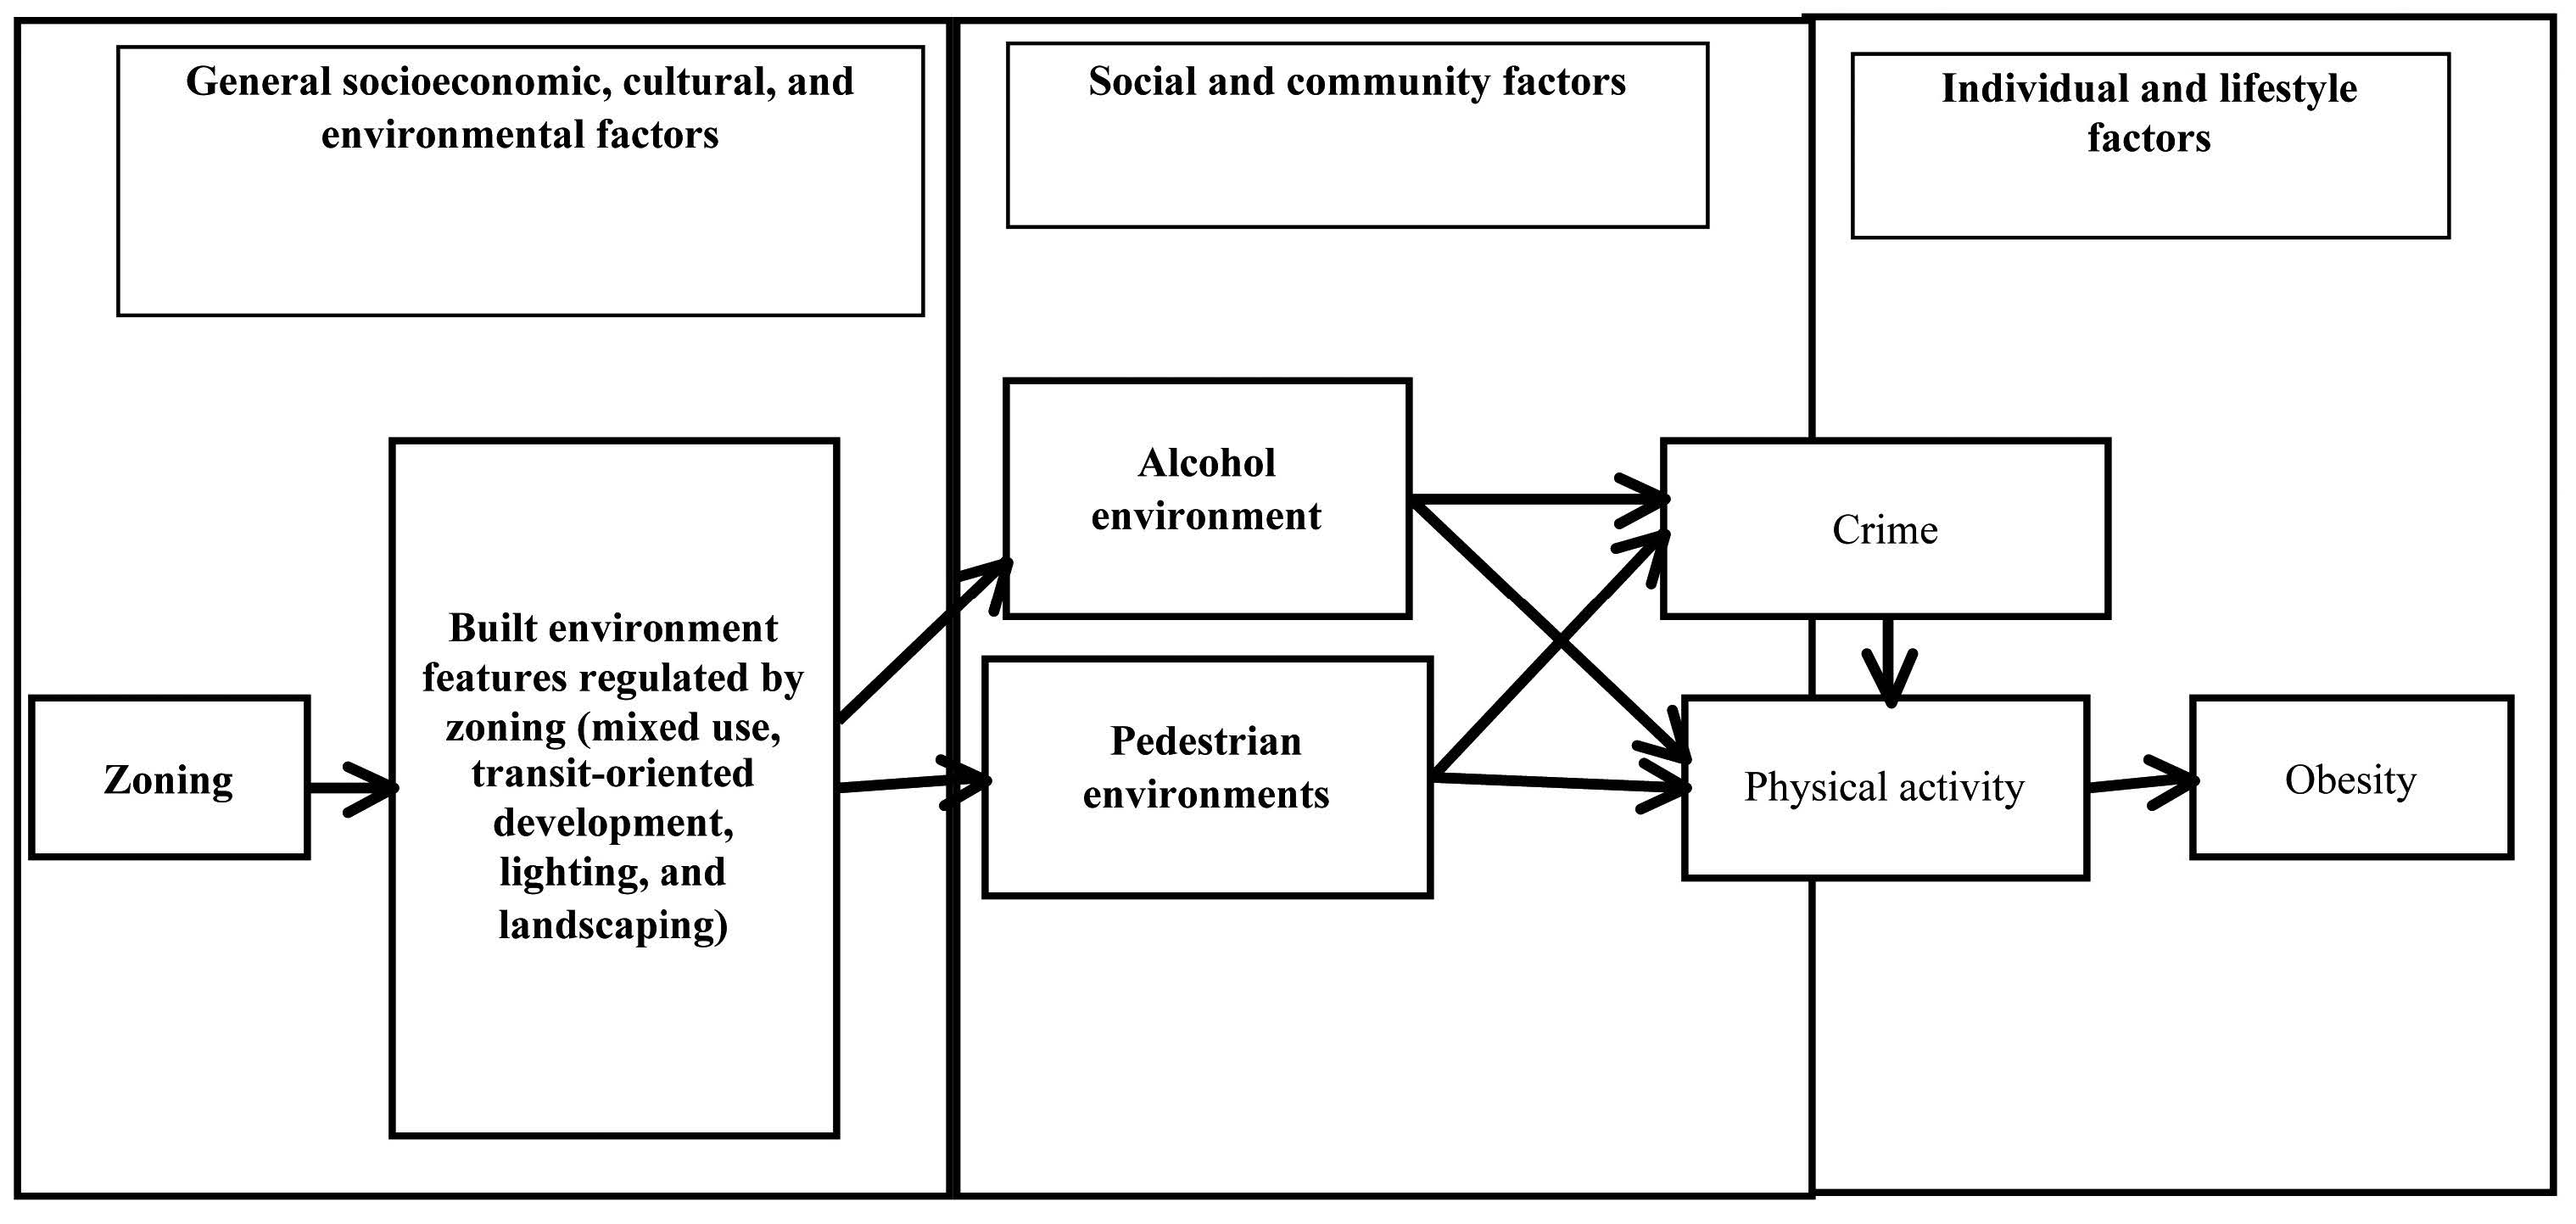 General socioeconomic, cultural, and
environmental factors
Social and community factors
Individual and lifestyle
factors
Zoning
Built environment
features regulated by
zoning (mixed use,
transit-oriented
development,
lighting, and
landscaping)
Alcohol
environment
Pedestrian
environments
Crime
Physical activity
Obesity